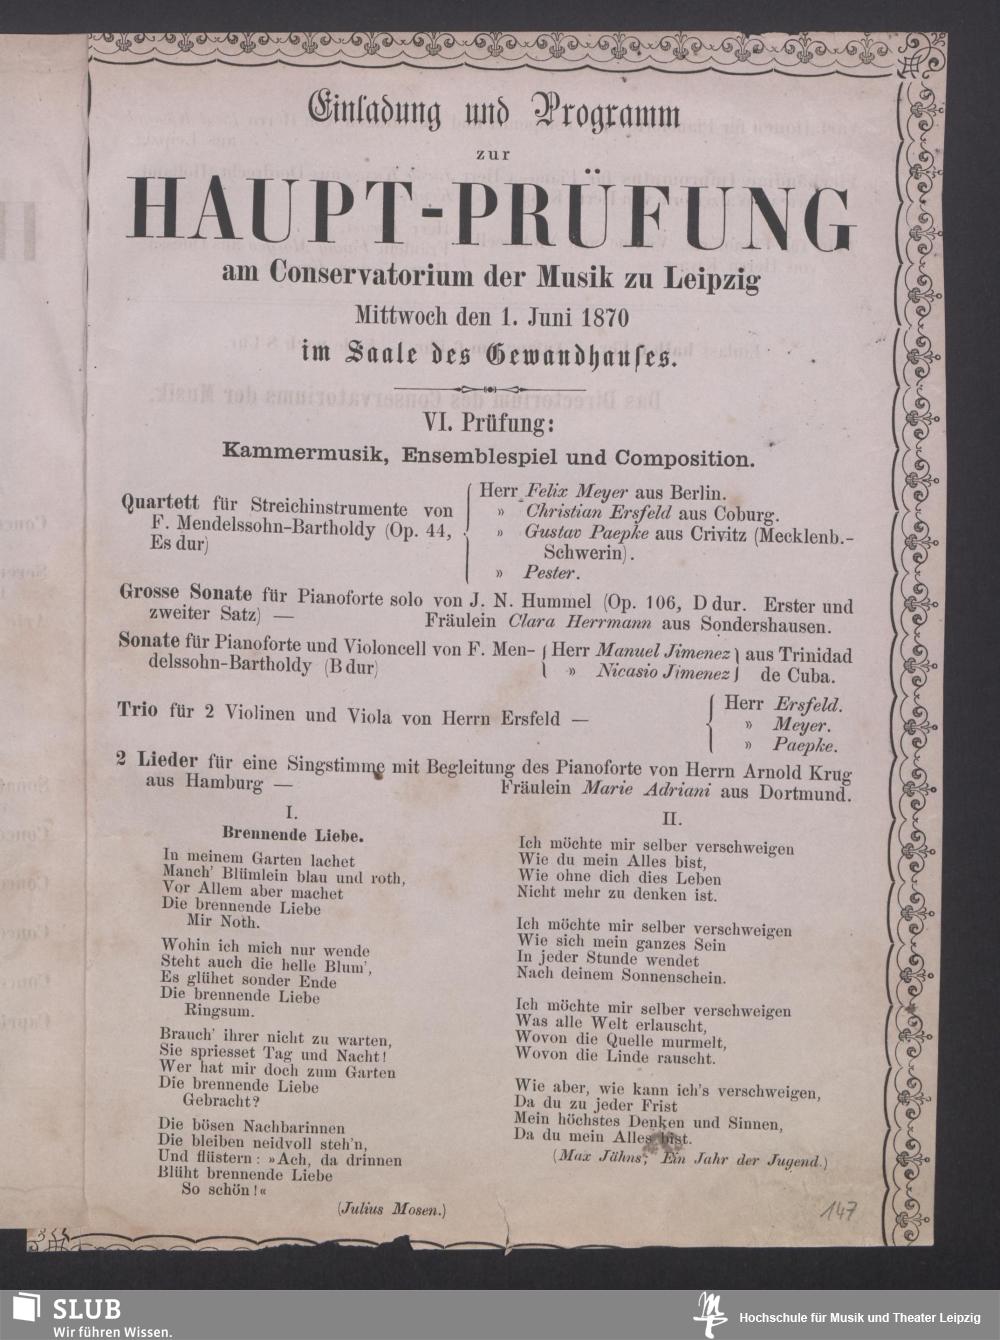 Einladung und Programm
zur
HAUPT-PRÜFUNG
am Conservatorium der Musik zu Leipzig
Mittwoch den 1. Juni 1870
im Saale des Gewandhauses.
VI. Prüfung:
Kammermusik, Ensemblespiel und Composition.
Quartett für Streichinstrumente von
F. Mendelssohn-Bartholdy (Op. 44,
Es dur)
Herr Felix Meyer aus Berlin.
» Christian Ersfeld aus Coburg.
» Gustav Paepke aus Crivitz (Mecklenb.-
Schwerin).
» Pester.
Grosse Sonate für Pianoforte solo von J. N. Hummel (Op. 106, D dur. Erster und
zweiter Satz) — Fräulein Clara Herrmann aus Sondershausen.
Sonate für Pianoforte und Violoncell von F. Men-
delssohn-Bartholdy (B dur)
Herr Manuel Jimenez
» Nicasio Jimenez
aus Trinidad
de Cuba.
Trio für 2 Violinen und Viola von Herrn Ersfeld —
Herr Ersfeld.
» Meyer.
» Paepke.
2 Lieder für eine Singstimme mit Begleitung des Pianoforte von Herrn Arnold Krug
aus Hamburg — Fräulein Marie Adriani aus Dortmund.
I.
Brennende Liebe.
In meinem Garten lachet
Manch' Blümlein blau und roth,
Vor Allem aber machet
Die brennende Liebe
Mir Noth.
Wohin ich mich nur wende
Steht auch die helle Blum',
Es glühet sonder Ende
Die brennende Liebe
Ringsum.
Brauch' ihrer nicht zu warten,
Sie spriesset Tag und Nacht!
Wer hat mir doch zum Garten
Die brennende Liebe
Gebracht?
Die bösen Nachbarinnen
Die bleiben neidvoll steh'n,
Und flüstern: »Ach, da drinnen
Blüht brennende Liebe
So schön!«
(Julius Mosen.)
II.
Ich möchte mir selber verschweigen
Wie du mein Alles bist,
Wie ohne dich dies Leben
Nicht mehr zu denken ist.
Ich möchte mir selber verschweigen
Wie sich mein ganzes Sein
In jeder Stunde wendet
Nach deinem Sonnenschein.
Ich möchte mir selber verschweigen
Was alle Welt erlauscht,
Wovon die Quelle murmelt,
Wovon die Linde rauscht.
Wie aber, wie kann ich's verschweigen,
Da du zu jeder Frist
Mein höchstes Denken und Sinnen,
Da du mein Alles bist.
(Max Jähns, Ein Jahr der Jugend.)
147
SLUB
Wir führen Wissen.
Hochschule für Musik und Theater Leipzig